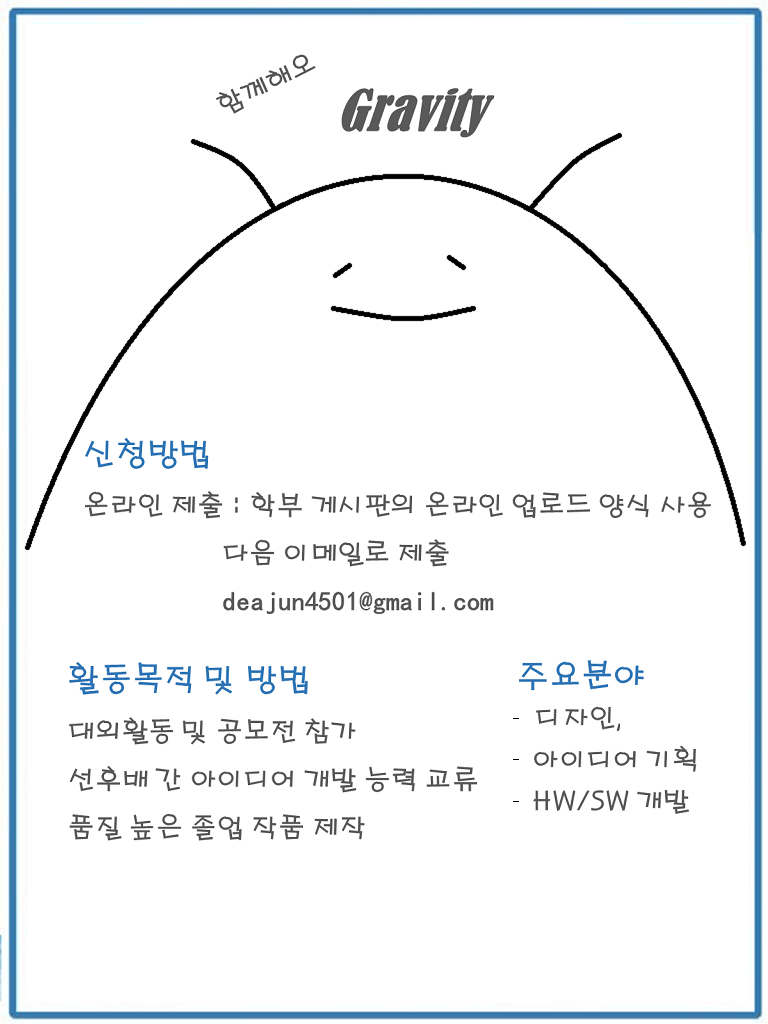 함께해오
Gravity
신청방법
온라인 제출 : 학부 게시판의 온라인 업로드 양식 사용
다음 이메일로 제출
deajun4501@gmail.com
활동목적 및 방법
대외활동 및 공모전 참가
선후배 간 아이디어 개발 능력 교류
품질 높은 졸업 작품 제작
주요분야
- 디자인,
- 아이디어 기획
- HW/SW 개발